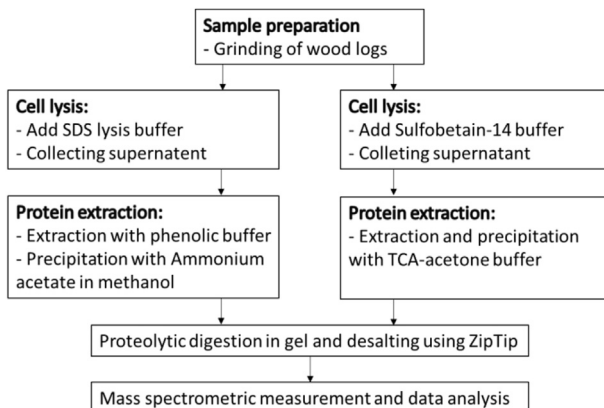 Sample preparation
- Grinding of wood logs
Cell lysis:
- Add SDS lysis buffer
- Collecting supernatent
Cell lysis:
- Add Sulfobetain-14 buffer
- Colleting supernatant
Protein extraction:
- Extraction with phenolic buffer
- Precipitation with Ammonium
acetate in methanol
Protein extraction:
- Extraction and precipitation
with TCA-acetone buffer
Proteolytic digestion in gel and desalting using ZipTip
Mass spectrometric measurement and data analysis